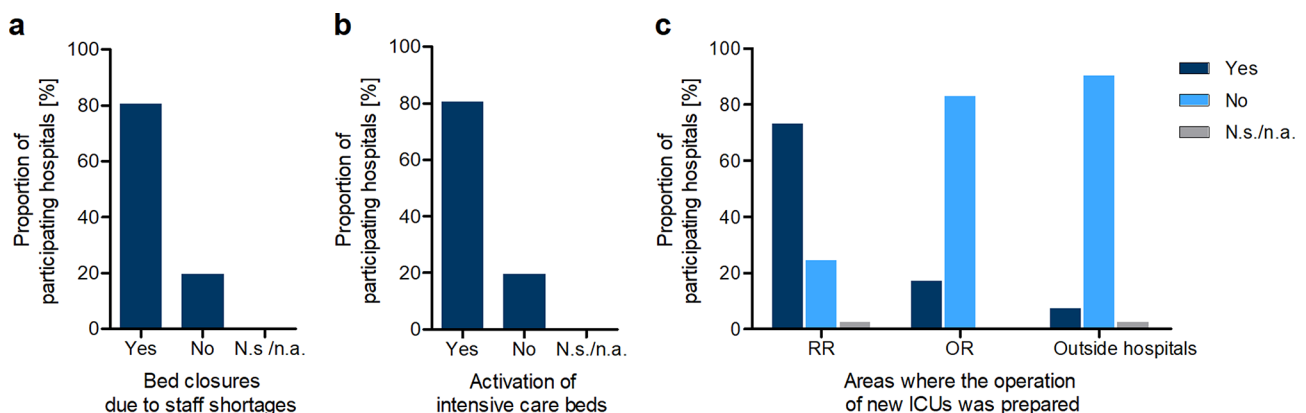 a
Proportion of
participating hospitals [%]
100
80
60
40
20
0
Yes
No
N.s /n.a.
Bed closures
due to staff shortages
b
Proportion of
participating hospitals [%]
100
80
60
40
20
0
Yes
No
N.s./n.a.
Activation of
intensive care beds
c
Proportion of
participating hospitals [%]
100
80
60
40
20
0
RR
OR
Outside hospitals
Areas where the operation
of new ICUs was prepared
Yes
No
N.s./n.a.